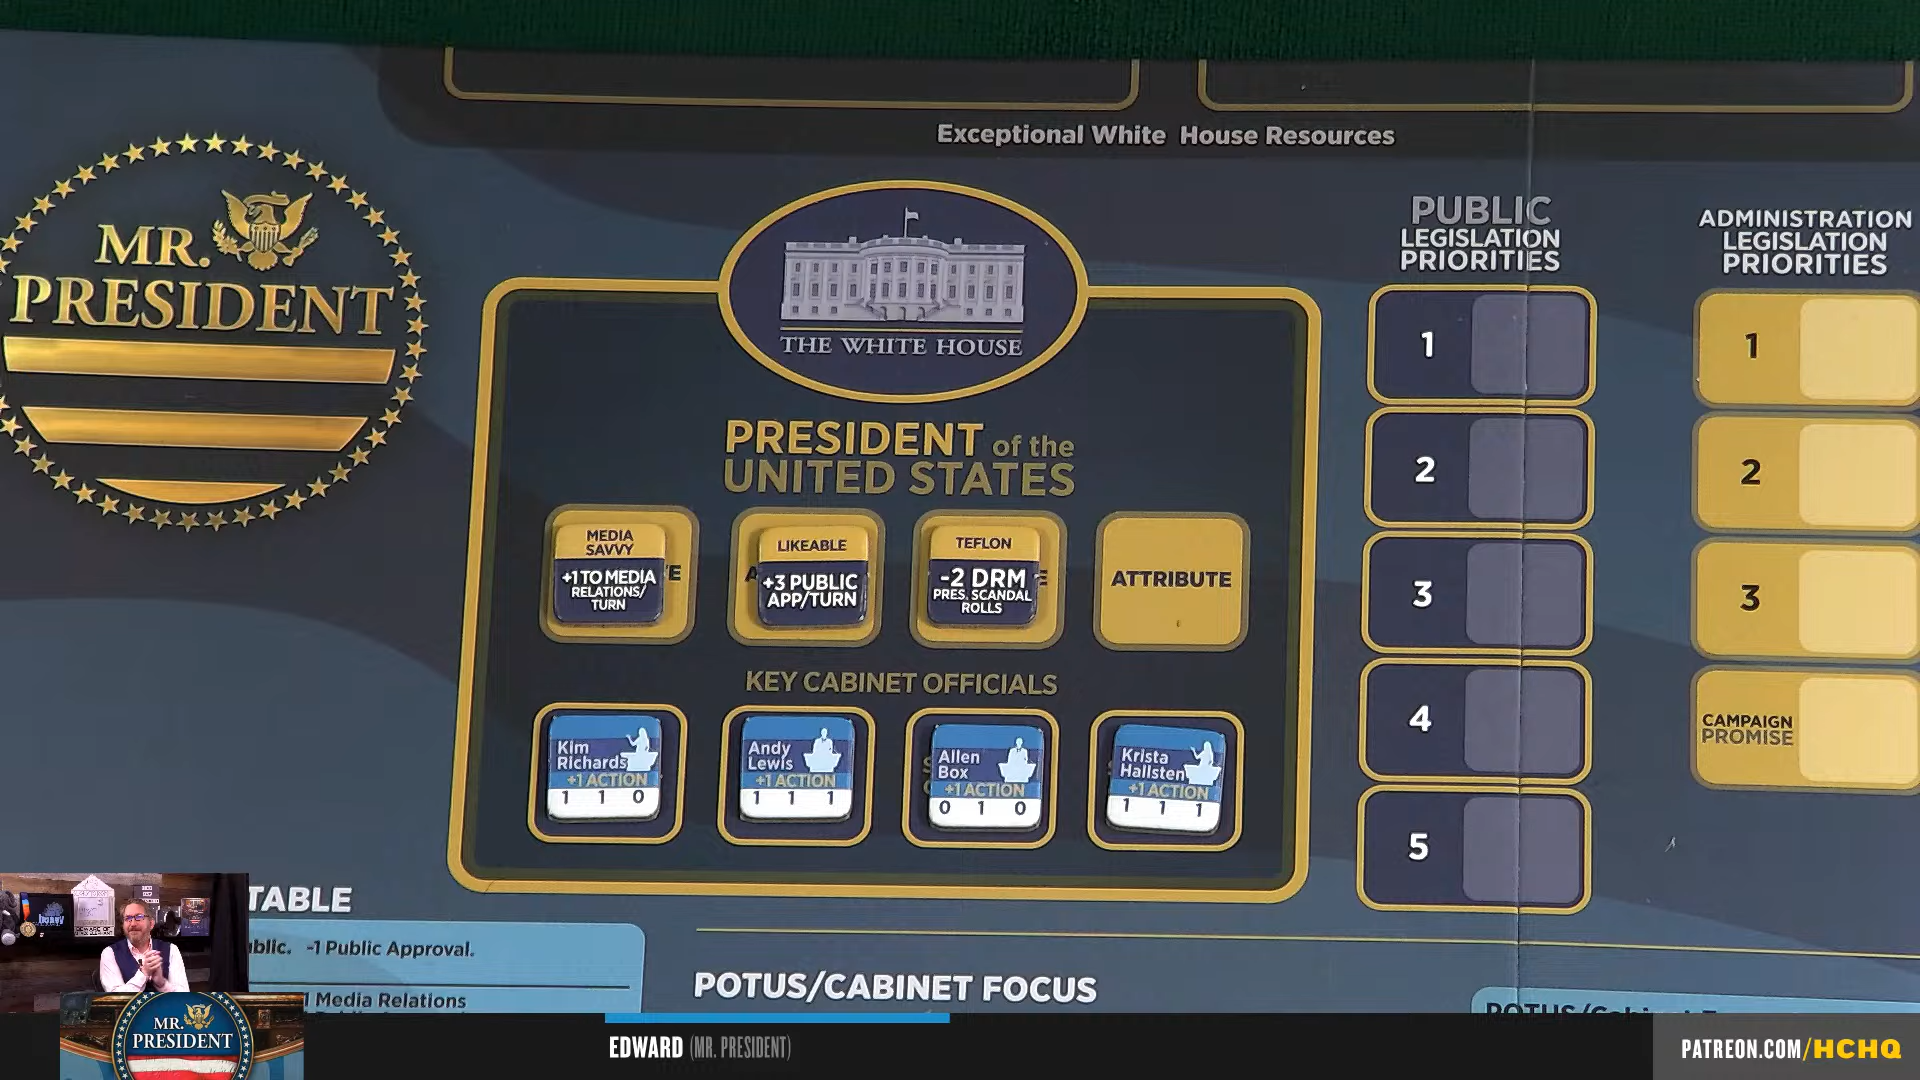 Exceptional White House Resources
MR.
PRESIDENT
THE WHITE HOUSE
PRESIDENT of the
UNITED STATES
MEDIA
SAVVY
+1 TO MEDIA
RELATIONS/
TURN
LIKEABLE
+3 PUBLIC
APP/TURN
TEFLON
-2 DRM
PRES. SCANDAL
ROLLS
ATTRIBUTE
KEY CABINET OFFICIALS
Kim
Richards
+1 ACTION
1 1 0
Andy
Lewis
+1 ACTION
1 1 1
Allen
Box
+1 ACTION
0 1 0
Krista
Hallsten
+1 ACTION
1 1 1
PUBLIC
LEGISLATION
PRIORITIES
1
2
3
4
5
ADMINISTRATION
LEGISLATION
PRIORITIES
1
2
3
CAMPAIGN
PROMISE
TABLE
-1 Public Approval.
1 Media Relations
POTUS/CABINET FOCUS
MR.
PRESIDENT
EDWARD (MR. PRESIDENT)
PATREON.COM/HCHQ